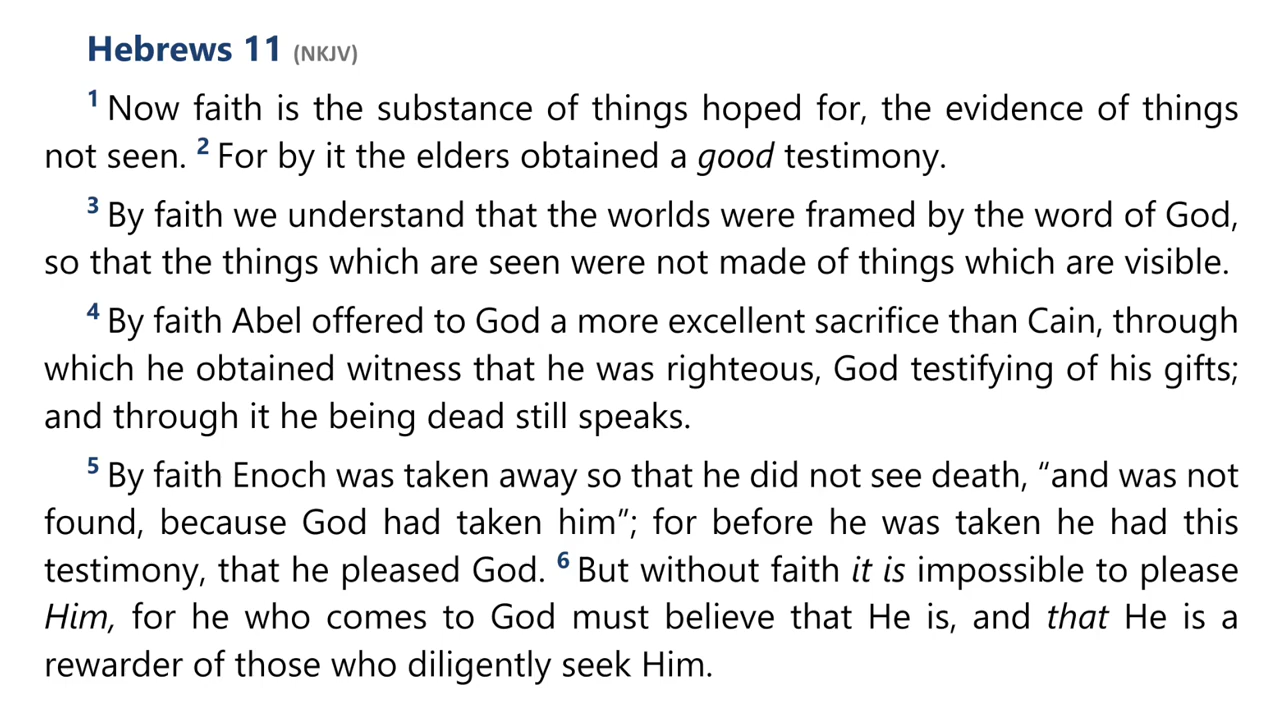 Hebrews 11 (NKJV)
1 Now faith is the substance of things hoped for, the evidence of things
not seen. 2 For by it the elders obtained a good testimony.
3 By faith we understand that the worlds were framed by the word of God,
so that the things which are seen were not made of things which are visible.
4 By faith Abel offered to God a more excellent sacrifice than Cain, through
which he obtained witness that he was righteous, God testifying of his gifts;
and through it he being dead still speaks.
5 By faith Enoch was taken away so that he did not see death, “and was not
found, because God had taken him”; for before he was taken he had this
testimony, that he pleased God. 6 But without faith it is impossible to please
Him, for he who comes to God must believe that He is, and that He is a
rewarder of those who diligently seek Him.